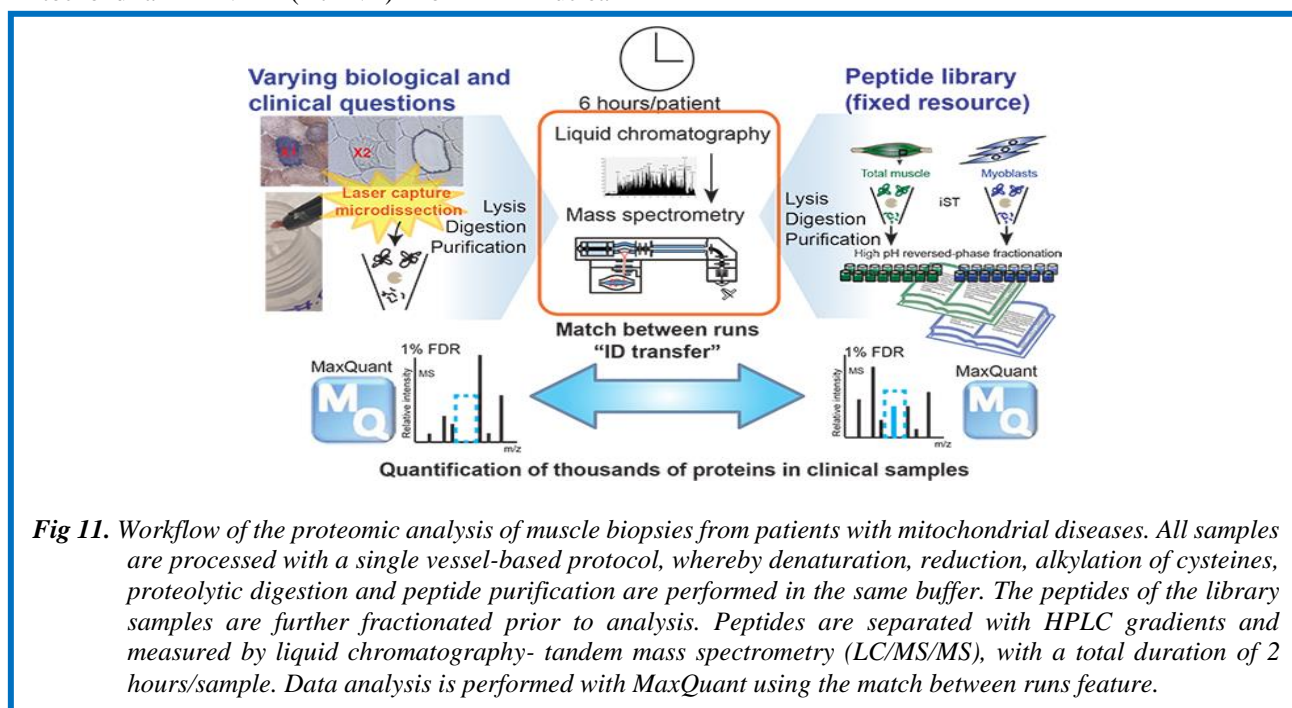 Varying biological and
clinical questions
X1
X2
Laser capture
microdissection
Lysis
Digestion
Purification
6 hours/patient
Liquid chromatography
Mass spectrometry
Match between runs
“ID transfer”
Peptide library
(fixed resource)
Total muscle
Myoblasts
iST
Lysis
Digestion
Purification
High pH reversed-phase fractionation
MaxQuant
MQ
1% FDR
MS
Relative intensity
m/z
1% FDR
MS
Relative intensity
m/z
MaxQuant
MQ
Quantification of thousands of proteins in clinical samples
Fig 11. Workflow of the proteomic analysis of muscle biopsies from patients with mitochondrial diseases. All samples
are processed with a single vessel-based protocol, whereby denaturation, reduction, alkylation of cysteines,
proteolytic digestion and peptide purification are performed in the same buffer. The peptides of the library
samples are further fractionated prior to analysis. Peptides are separated with HPLC gradients and
measured by liquid chromatography- tandem mass spectrometry (LC/MS/MS), with a total duration of 2
hours/sample. Data analysis is performed with MaxQuant using the match between runs feature.